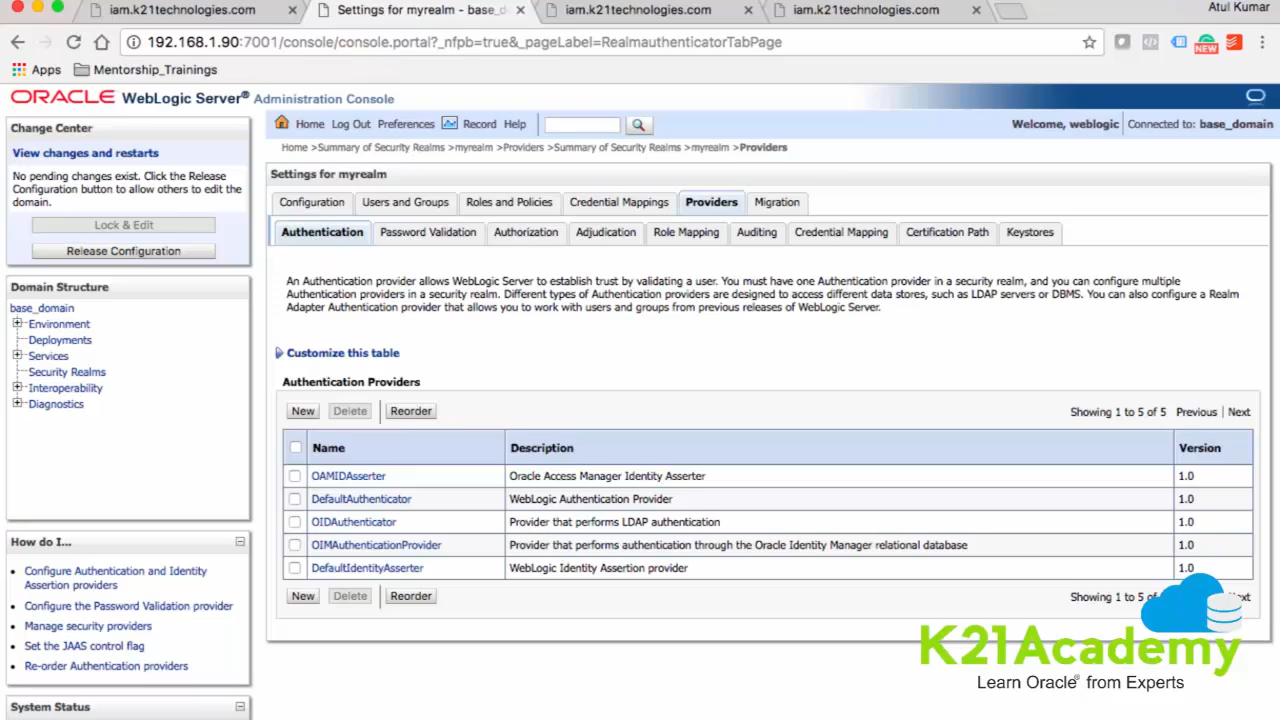 iam.k21technologies.com
Settings for myrealm - base_d
iam.k21technologies.com
iam.k21technologies.com
Atul Kumar
192.168.1.90:7001/console/console.portal?_nfpb=true&_pageLabel=RealmauthenticatorTabPage
NEW
Apps Mentorship_Trainings
ORACLE WebLogic Server® Administration Console
Change Center
View changes and restarts
No pending changes exist. Click the Release
Configuration button to allow others to edit the
domain.
Lock & Edit
Release Configuration
Domain Structure
base_domain
Environment
Deployments
Services
Security Realms
Interoperability
Diagnostics
How do I...
Configure Authentication and Identity
Assertion providers
Configure the Password Validation provider
Manage security providers
Set the JAAS control flag
Re-order Authentication providers
System Status
Home Log Out Preferences Record Help
Welcome, weblogic Connected to: base_domain
Home >Summary of Security Realms >myrealm >Providers >Summary of Security Realms >myrealm >Providers
Settings for myrealm
Configuration Users and Groups Roles and Policies Credential Mappings Providers Migration
Authentication Password Validation Authorization Adjudication Role Mapping Auditing Credential Mapping Certification Path Keystores
An Authentication provider allows WebLogic Server to establish trust by validating a user. You must have one Authentication provider in a security realm, and you can configure multiple
Authentication providers in a security realm. Different types of Authentication providers are designed to access different data stores, such as LDAP servers or DBMS. You can also configure a Realm
Adapter Authentication provider that allows you to work with users and groups from previous releases of WebLogic Server.
Customize this table
Authentication Providers
New Delete Reorder
Showing 1 to 5 of 5 Previous | Next
Name Description Version
OAMIDAsserter Oracle Access Manager Identity Asserter 1.0
DefaultAuthenticator WebLogic Authentication Provider 1.0
OIDAuthenticator Provider that performs LDAP authentication 1.0
OIMAuthenticationProvider Provider that performs authentication through the Oracle Identity Manager relational database 1.0
DefaultIdentityAsserter WebLogic Identity Assertion provider 1.0
New Delete Reorder
Showing 1 to 5 of
K21Academy
Learn Oracle® from Experts